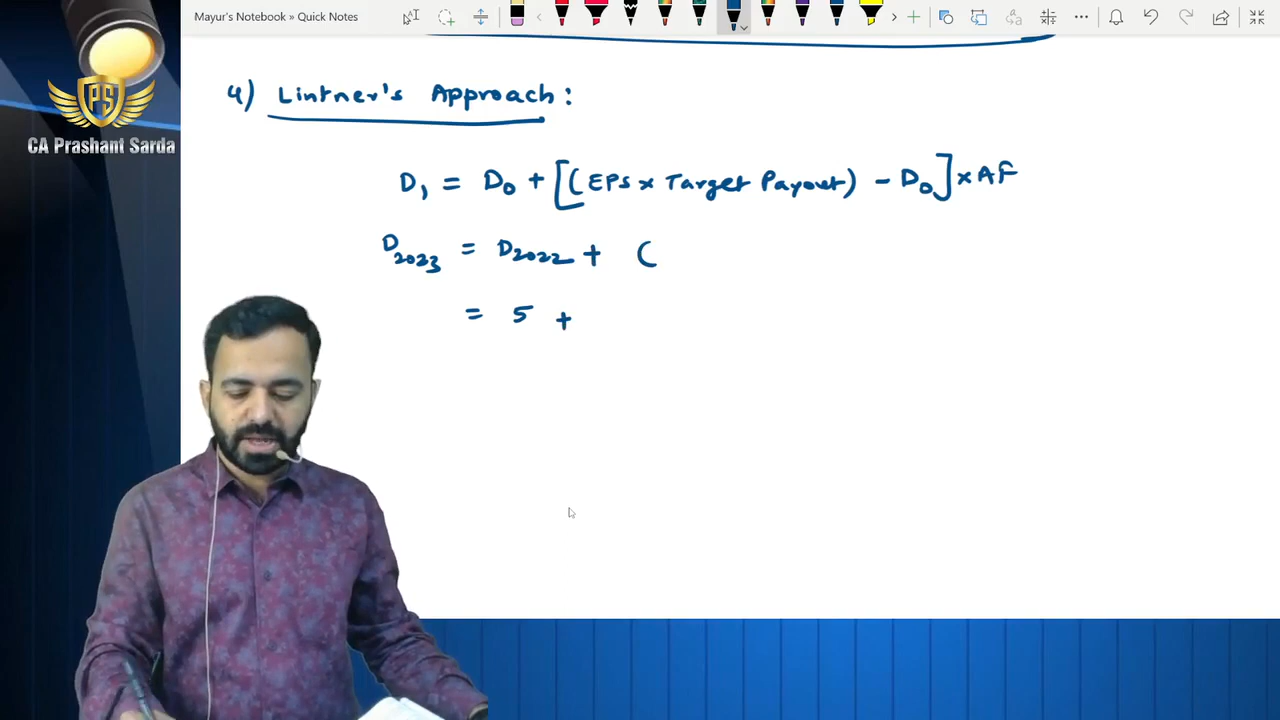 Mayur's Notebook » Quick Notes
PS
CA Prashant Sarda
4) Lintner's Approach:
D₁ = D₀ + [(EPS × Target Payout) - D₀] × AF
D₂₀₂₃ = D₂₀₂₂ + (
= 5 +